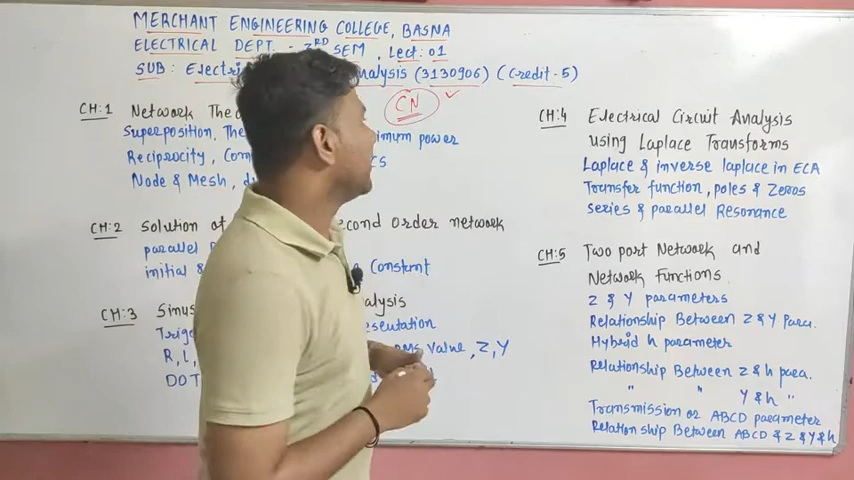 MERCHANT ENGINEERING COLLEGE, BASNA
ELECTRICAL DEPT - 3RD SEM, Lect: 01
SUB: Electri nalysis (3130906) (Credit-5)
CN
CH:1 Network The
Superposition, The imum power
Reciprocity, Com cs
Node & Mesh, d
CH:2 Solution of econd Order network
parallel
initial & Constant
CH:3 Sinus alysis
Trig esentation
R, L, RMS Value, Z, Y
DOT
CH:4 Electrical Circuit Analysis
using Laplace Transforms
Laplace & inverse laplace in ECA
Transfer function, poles & Zeros
Series & parallel Resonance
CH:5 Two port Network and
Network Functions
Z & Y parameters
Relationship Between Z & Y Para.
Hybrid h parameter
Relationship Between Z & h para.
" " Y & h "
Transmission or ABCD parameter
Relationship Between ABCD & Z & Y & h